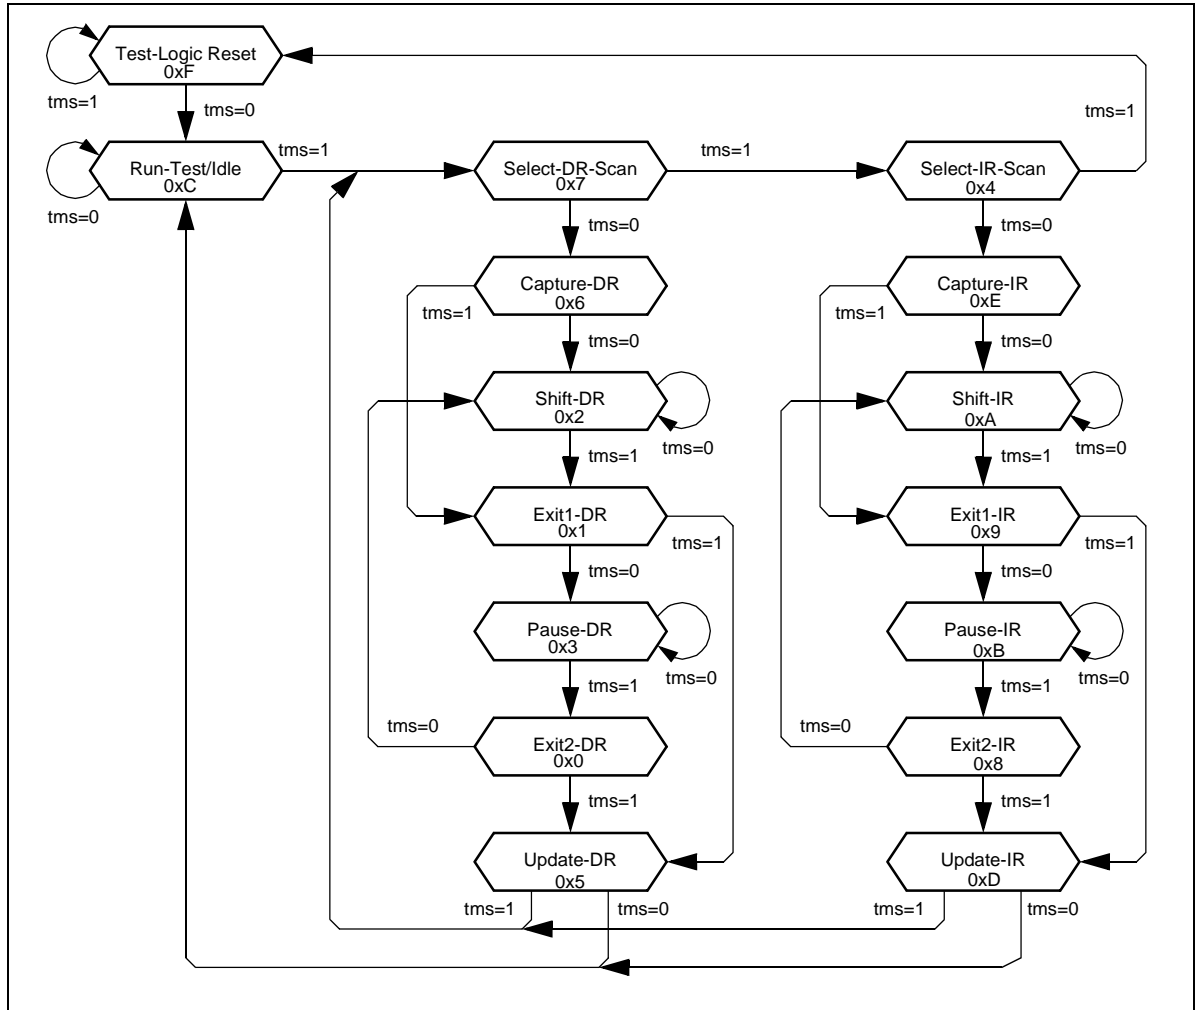 Test-Logic Reset
0xF
tms=1
tms=0
tms=1
Run-Test/Idle
0xC
tms=0
tms=1
Select-DR-Scan
0x7
tms=1
Select-IR-Scan
0x4
tms=0
tms=0
Capture-DR
0x6
tms=1
tms=0
Capture-IR
0xE
tms=1
tms=0
Shift-DR
0x2
tms=0
tms=1
Shift-IR
0xA
tms=0
tms=1
Exit1-DR
0x1
tms=1
tms=0
Exit1-IR
0x9
tms=1
tms=0
Pause-DR
0x3
tms=0
tms=1
Pause-IR
0xB
tms=0
tms=1
tms=0
Exit2-DR
0x0
tms=1
tms=0
Exit2-IR
0x8
tms=1
Update-DR
0x5
tms=1
tms=0
Update-IR
0xD
tms=1
tms=0